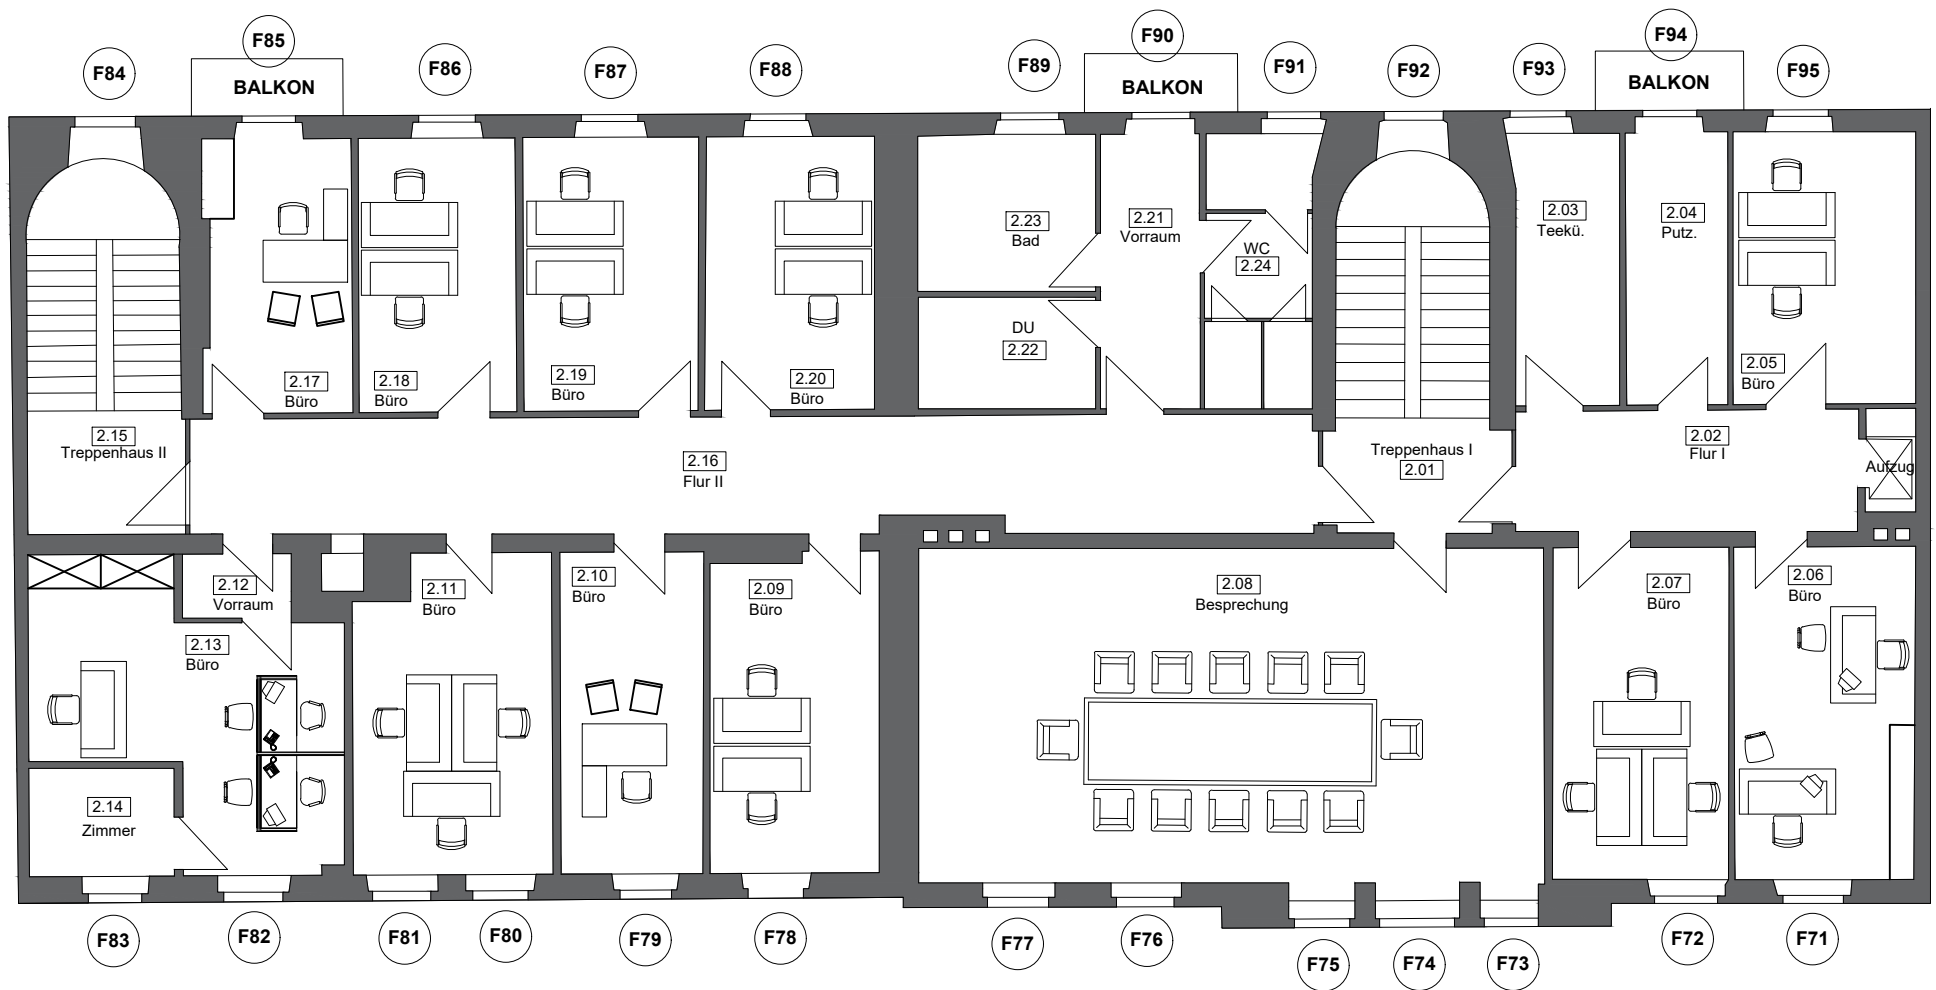 F84
F85
F86
F87
F88
F89
F90
F91
F92
F93
F94
F95
BALKON
BALKON
BALKON
2.17
Büro
2.18
Büro
2.19
Büro
2.20
Büro
2.23
Bad
DU
2.22
2.21
Vorraum
WC
2.24
2.03
Teekü.
2.04
Putz.
2.05
Büro
2.15
Treppenhaus II
2.16
Flur II
Treppenhaus I
2.01
2.02
Flur I
Aufzug
2.12
Vorraum
2.13
Büro
2.14
Zimmer
2.11
Büro
2.10
Büro
2.09
Büro
2.08
Besprechung
2.07
Büro
2.06
Büro
F83
F82
F81
F80
F79
F78
F77
F76
F75
F74
F73
F72
F71